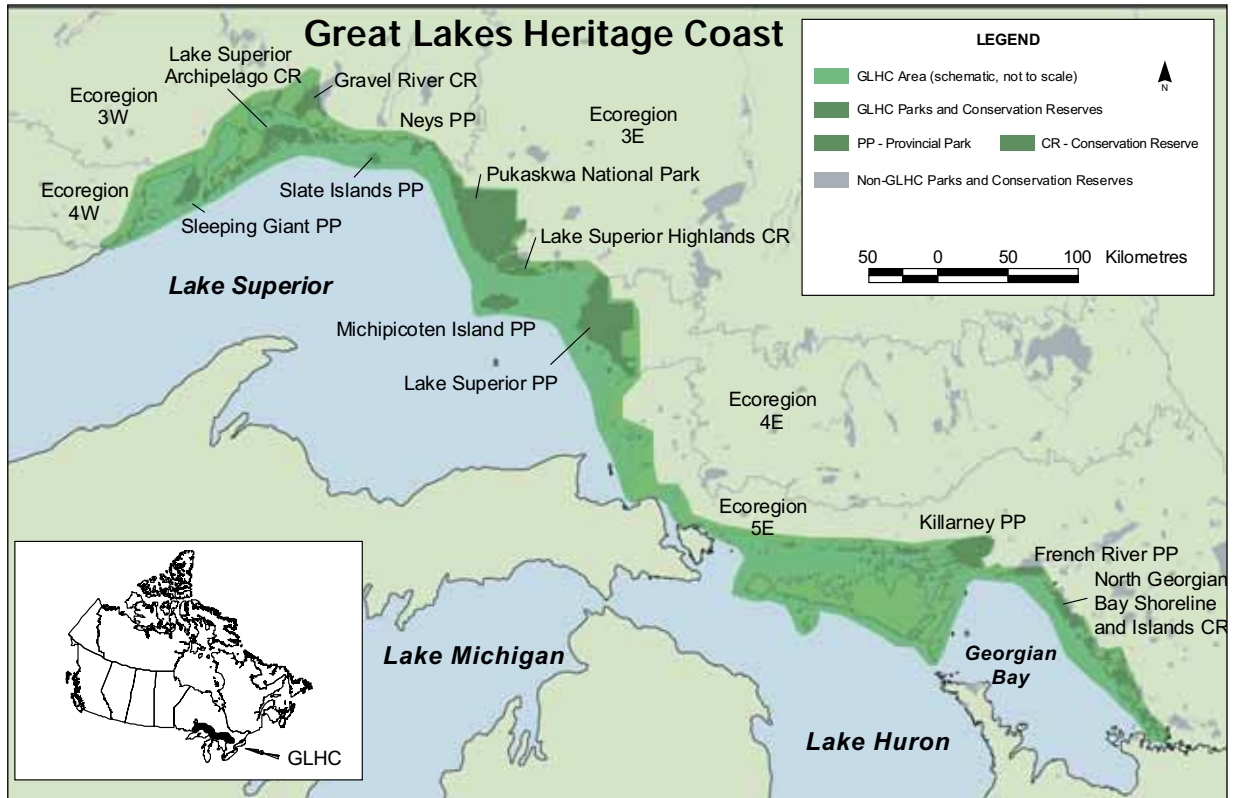 Great Lakes Heritage Coast
LEGEND
GLHC Area (schematic, not to scale)
GLHC Parks and Conservation Reserves
PP - Provincial Park
CR - Conservation Reserve
Non-GLHC Parks and Conservation Reserves
N
50 0 50 100 Kilometres
Lake Superior
Archipelago CR
Gravel River CR
Ecoregion
3W
Neys PP
Ecoregion
3E
Ecoregion
4W
Slate Islands PP
Pukaskwa National Park
Sleeping Giant PP
Lake Superior Highlands CR
Lake Superior
Michipicoten Island PP
Lake Superior PP
Ecoregion
4E
Ecoregion
5E
Killarney PP
French River PP
North Georgian
Bay Shoreline
and Islands CR
Lake Michigan
Georgian
Bay
Lake Huron
GLHC